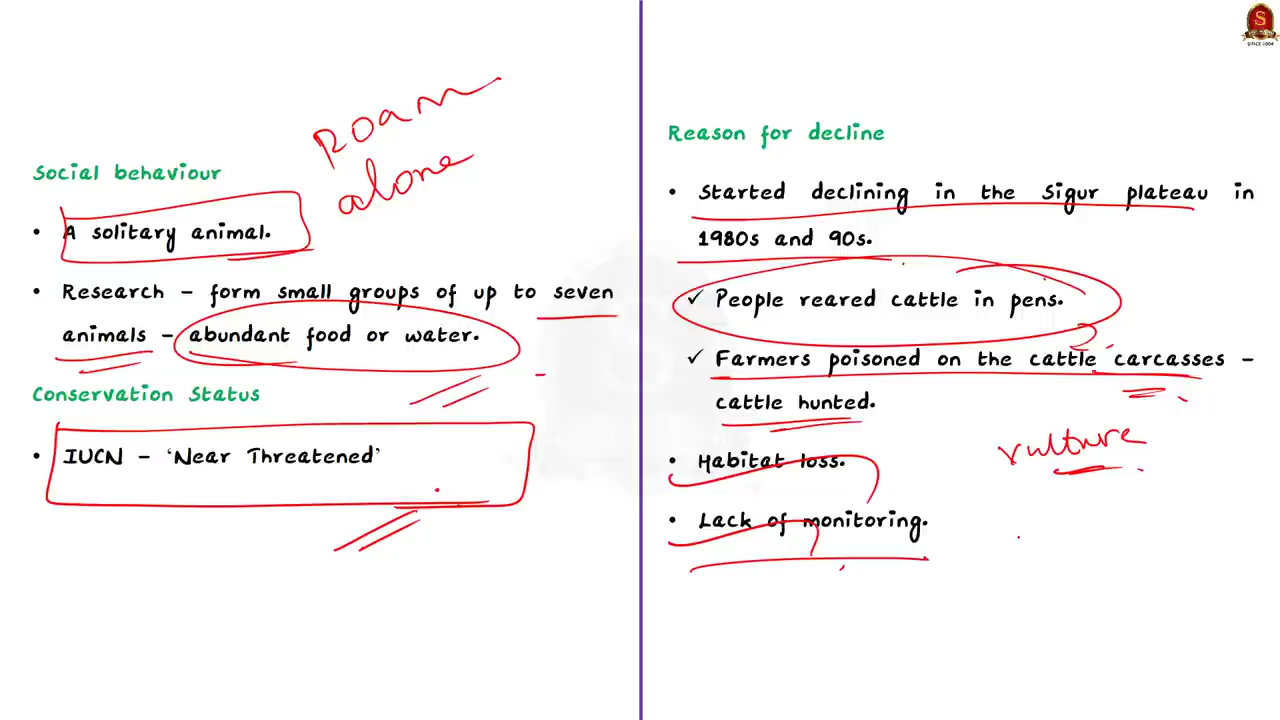 Social behaviour
• A solitary animal.
roam
alone
• Research – form small groups of up to seven
animals – abundant food or water.
Conservation Status
• IUCN – ‘Near Threatened’
Reason for decline
• Started declining in the Sigur plateau in
1980s and 90s.
✓ People reared cattle in pens.
✓ Farmers poisoned on the cattle carcasses –
cattle hunted.
vulture
• Habitat loss.
• Lack of monitoring.
S
SINCE 2004